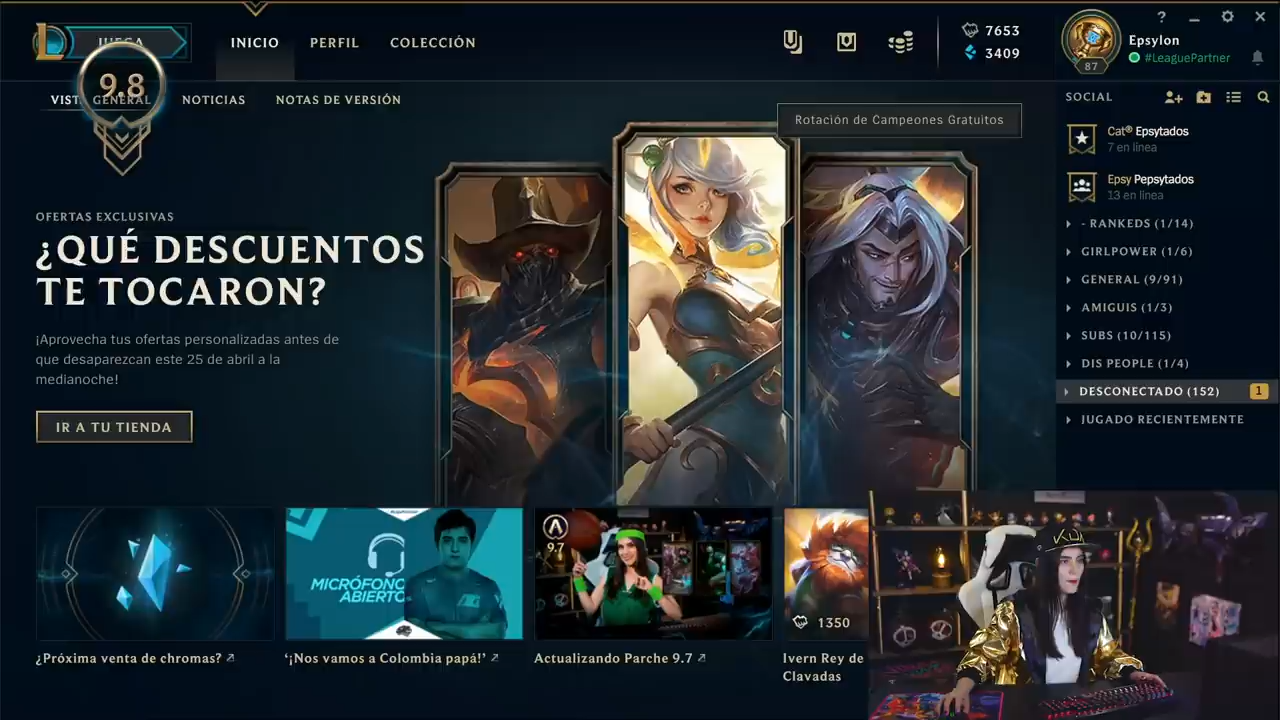 JUEGA
INICIO
PERFIL
COLECCIÓN
7653
3409
87
Epsylon
#LeaguePartner
9.8
VISTA GENERAL
NOTICIAS
NOTAS DE VERSIÓN
Rotación de Campeones Gratuitos
SOCIAL
Cat® Epsytados
7 en línea
Epsy Pepsytados
13 en línea
- RANKEDS (1/14)
GIRLPOWER (1/6)
GENERAL (9/91)
AMIGUIS (1/3)
SUBS (10/115)
DIS PEOPLE (1/4)
DESCONECTADO (152)
1
JUGADO RECIENTEMENTE
OFERTAS EXCLUSIVAS
¿QUÉ DESCUENTOS
TE TOCARON?
¡Aprovecha tus ofertas personalizadas antes de
que desaparezcan este 25 de abril a la
medianoche!
IR A TU TIENDA
MICRÓFONO
ABIERTO
9.7
1350
¿Próxima venta de chromas?
'¡Nos vamos a Colombia papá!'
Actualizando Parche 9.7
Ivern Rey de
Clavadas